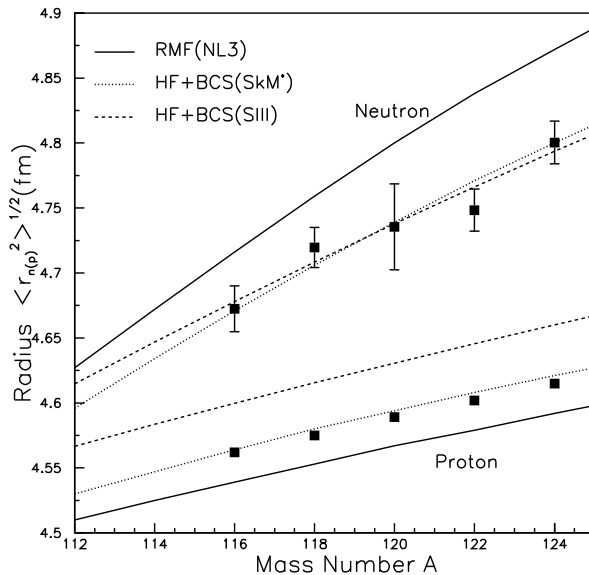 4.9
4.85
4.8
4.75
4.7
4.65
4.6
4.55
4.5
Radius <r_{n(p)}^2>^{1/2}(fm)
RMF(NL3)
HF+BCS(SkM*)
HF+BCS(SIII)
Neutron
Proton
112 114 116 118 120 122 124
Mass Number A